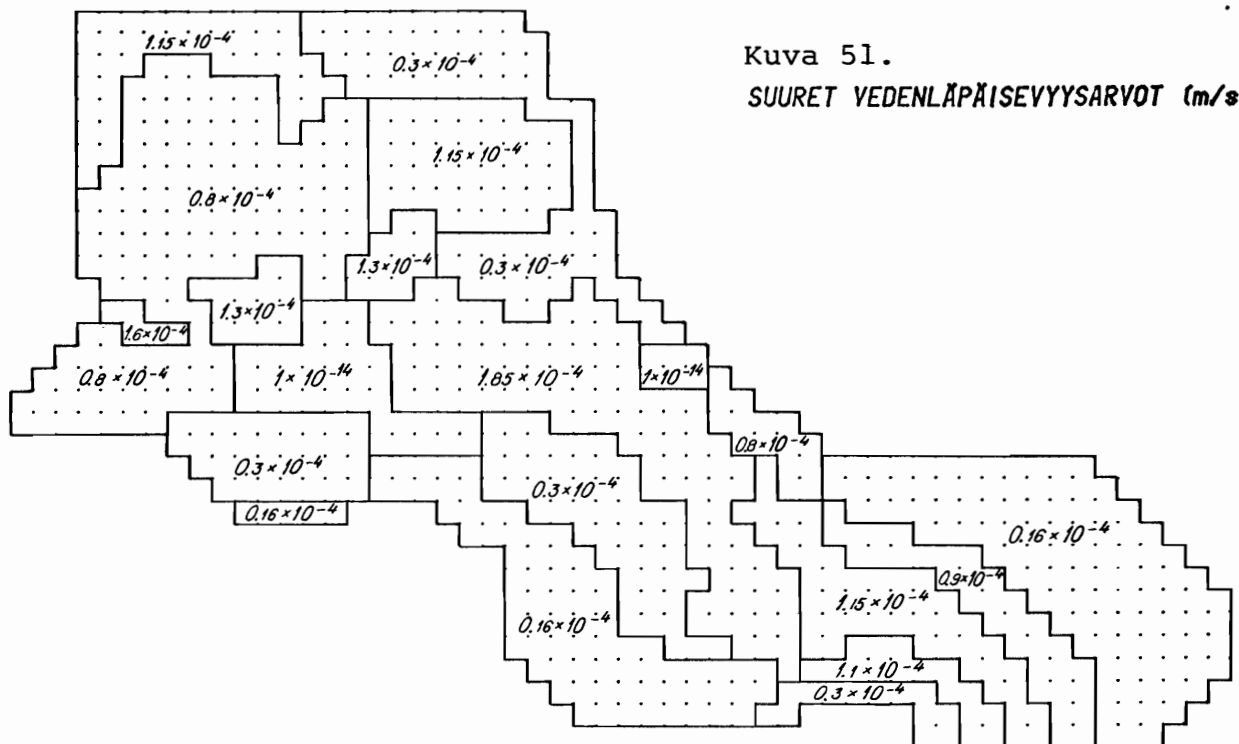 Kuva 51.
SUURET VEDENLÄPÄISEVYYSARVOT (m/s
1.15 × 10⁻⁴
0.3 × 10⁻⁴
1.15 × 10⁻⁴
0.8 × 10⁻⁴
1.3 × 10⁻⁴
0.3 × 10⁻⁴
1.3 × 10⁻⁴
1.6 × 10⁻⁴
0.8 × 10⁻⁴
1 × 10⁻¹⁴
1.85 × 10⁻⁴
1 × 10⁻¹⁴
0.8 × 10⁻⁴
0.3 × 10⁻⁴
0.3 × 10⁻⁴
0.16 × 10⁻⁴
0.16 × 10⁻⁴
0.9 × 10⁻⁴
1.15 × 10⁻⁴
0.16 × 10⁻⁴
1.1 × 10⁻⁴
0.3 × 10⁻⁴